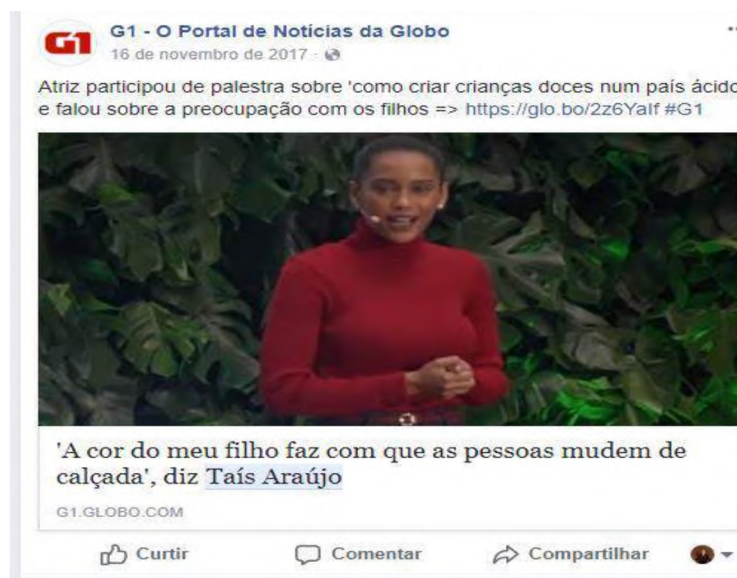 G1
G1 - O Portal de Notícias da Globo
16 de novembro de 2017
Atriz participou de palestra sobre 'como criar crianças doces num país ácido
e falou sobre a preocupação com os filhos => https://glo.bo/2z6YaIf #G1
'A cor do meu filho faz com que as pessoas mudem de
calçada', diz Taís Araújo
G1.GLOBO.COM
Curtir Comentar Compartilhar